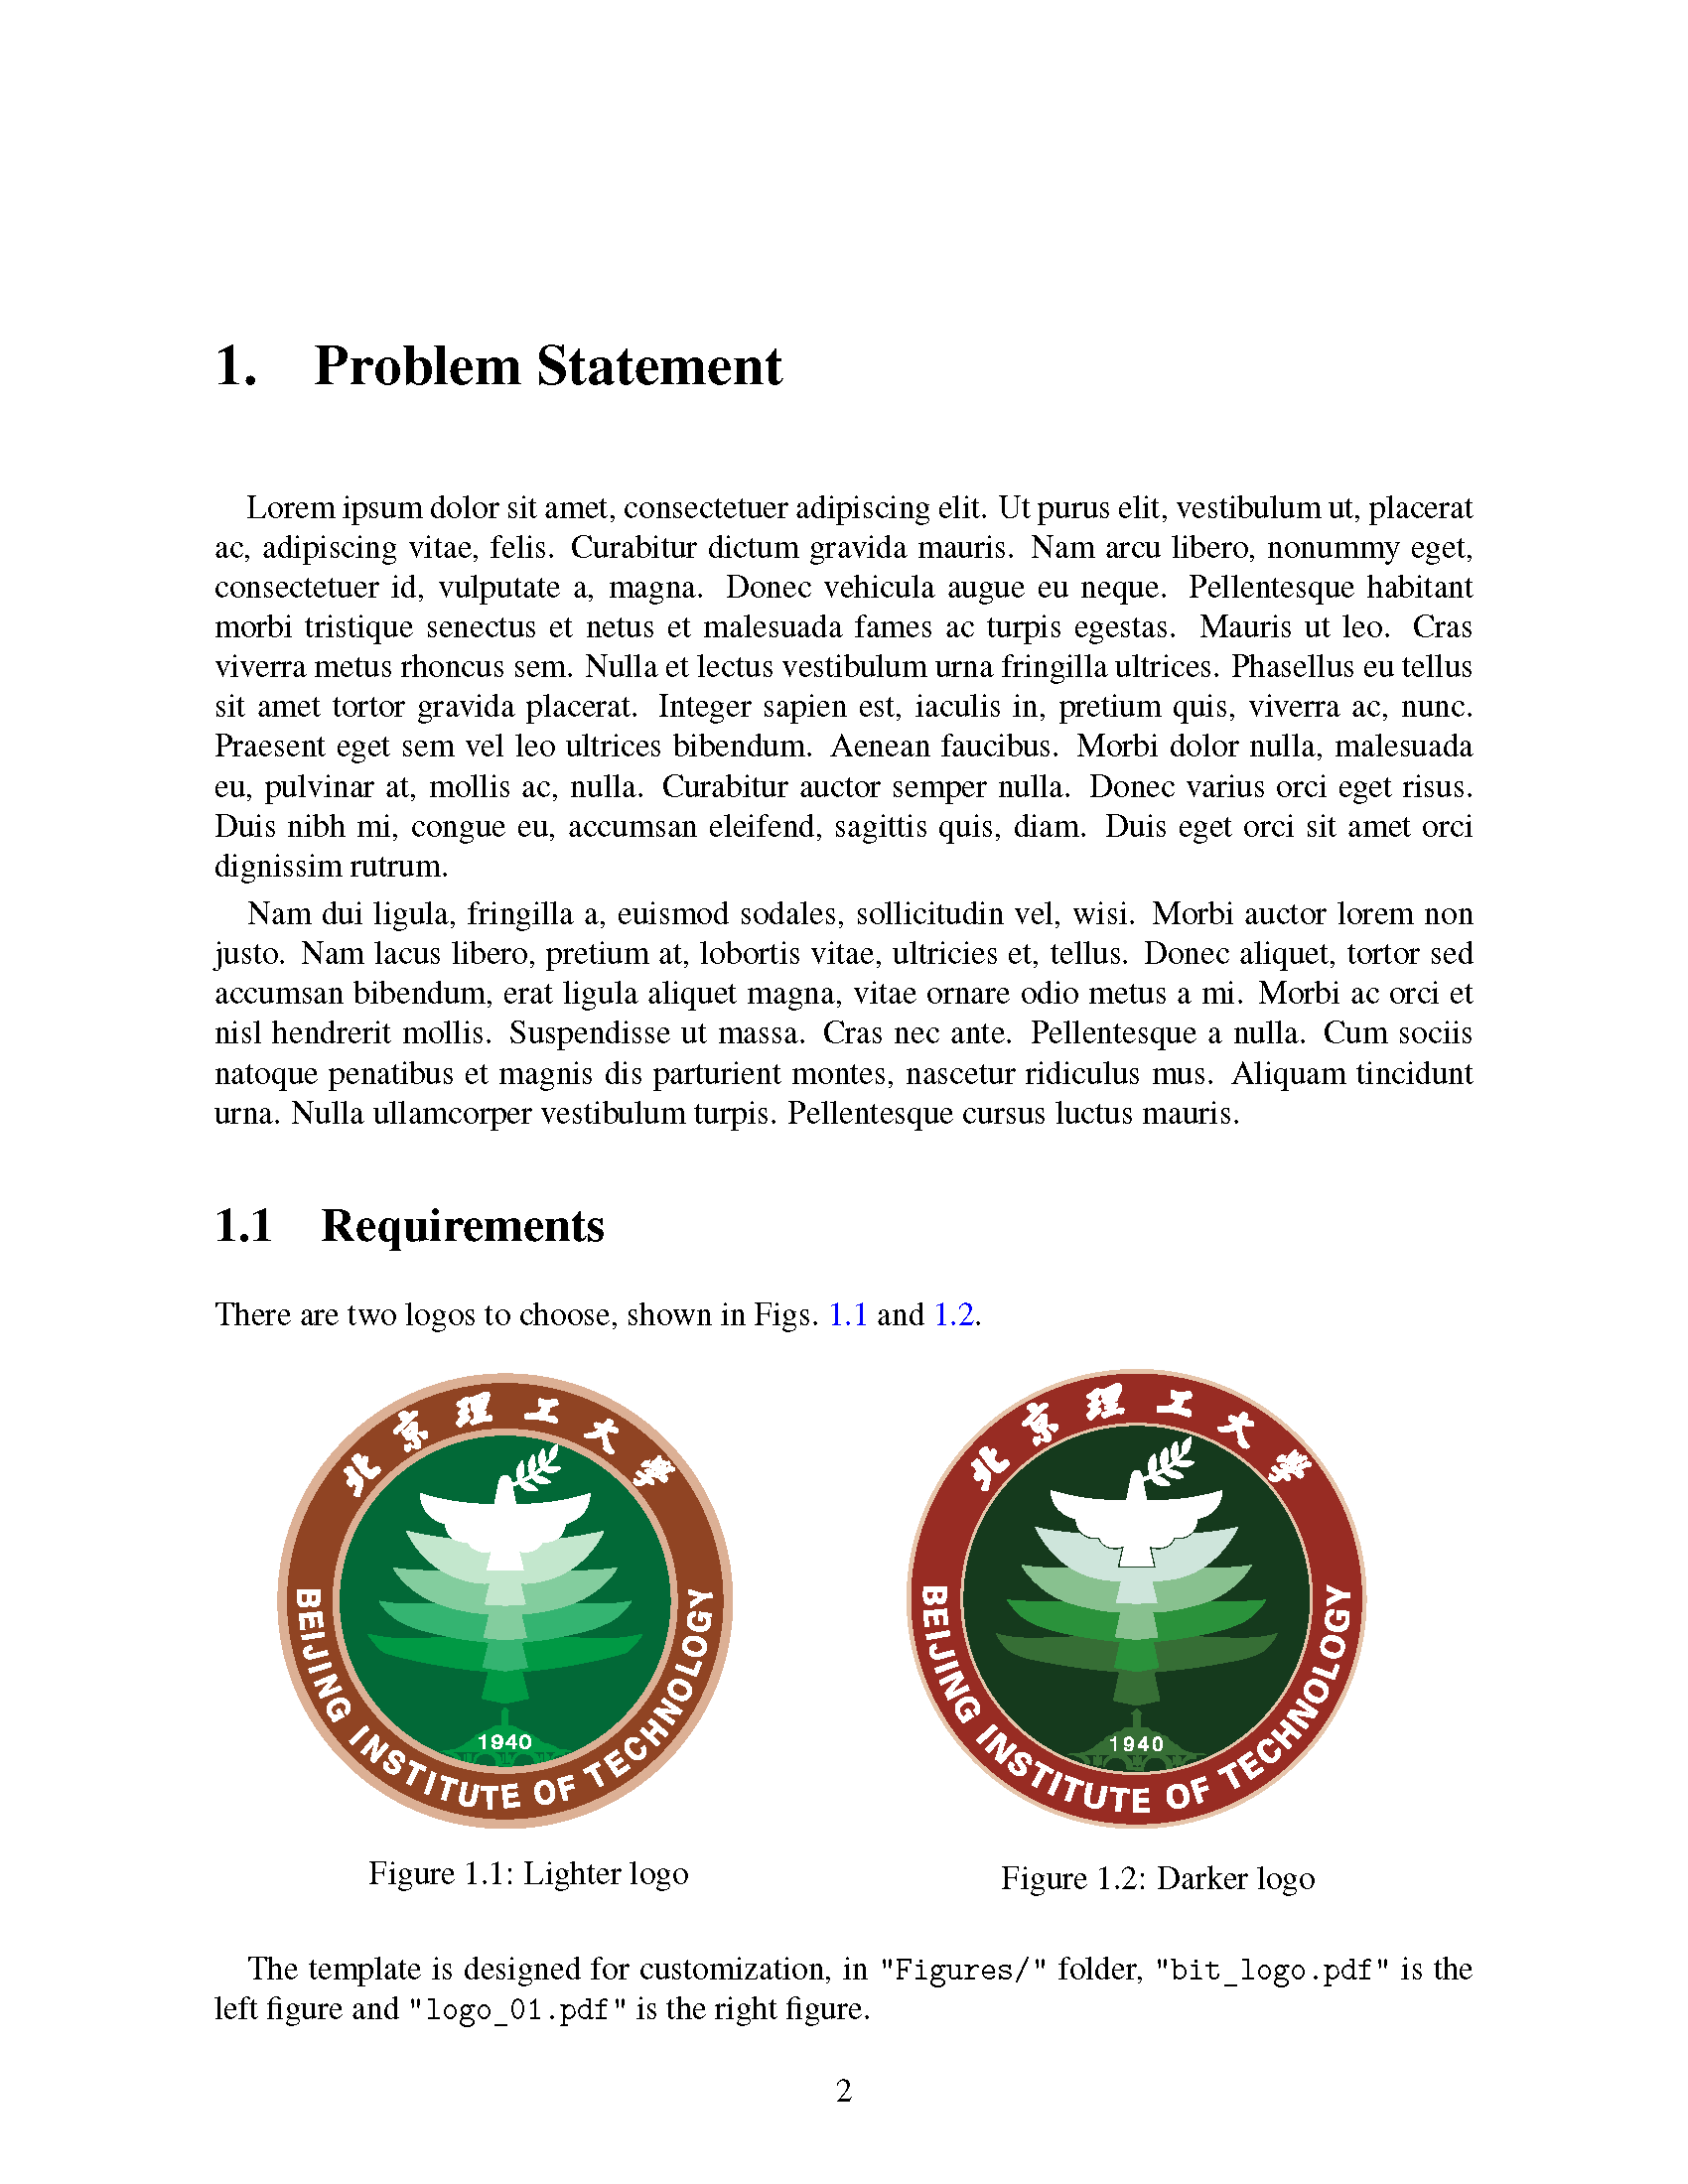 1. Problem Statement
Lorem ipsum dolor sit amet, consectetuer adipiscing elit. Ut purus elit, vestibulum ut, placerat
ac, adipiscing vitae, felis. Curabitur dictum gravida mauris. Nam arcu libero, nonummy eget,
consectetuer id, vulputate a, magna. Donec vehicula augue eu neque. Pellentesque habitant
morbi tristique senectus et netus et malesuada fames ac turpis egestas. Mauris ut leo. Cras
viverra metus rhoncus sem. Nulla et lectus vestibulum urna fringilla ultrices. Phasellus eu tellus
sit amet tortor gravida placerat. Integer sapien est, iaculis in, pretium quis, viverra ac, nunc.
Praesent eget sem vel leo ultrices bibendum. Aenean faucibus. Morbi dolor nulla, malesuada
eu, pulvinar at, mollis ac, nulla. Curabitur auctor semper nulla. Donec varius orci eget risus.
Duis nibh mi, congue eu, accumsan eleifend, sagittis quis, diam. Duis eget orci sit amet orci
dignissim rutrum.
Nam dui ligula, fringilla a, euismod sodales, sollicitudin vel, wisi. Morbi auctor lorem non
justo. Nam lacus libero, pretium at, lobortis vitae, ultricies et, tellus. Donec aliquet, tortor sed
accumsan bibendum, erat ligula aliquet magna, vitae ornare odio metus a mi. Morbi ac orci et
nisl hendrerit mollis. Suspendisse ut massa. Cras nec ante. Pellentesque a nulla. Cum sociis
natoque penatibus et magnis dis parturient montes, nascetur ridiculus mus. Aliquam tincidunt
urna. Nulla ullamcorper vestibulum turpis. Pellentesque cursus luctus mauris.
1.1 Requirements
There are two logos to choose, shown in Figs. 1.1 and 1.2.
北京理工大学
1940
BEIJING INSTITUTE OF TECHNOLOGY
北京理工大学
1940
BEIJING INSTITUTE OF TECHNOLOGY
Figure 1.1: Lighter logo
Figure 1.2: Darker logo
The template is designed for customization, in "Figures/" folder, "bit_logo.pdf" is the
left figure and "logo_01.pdf" is the right figure.
2